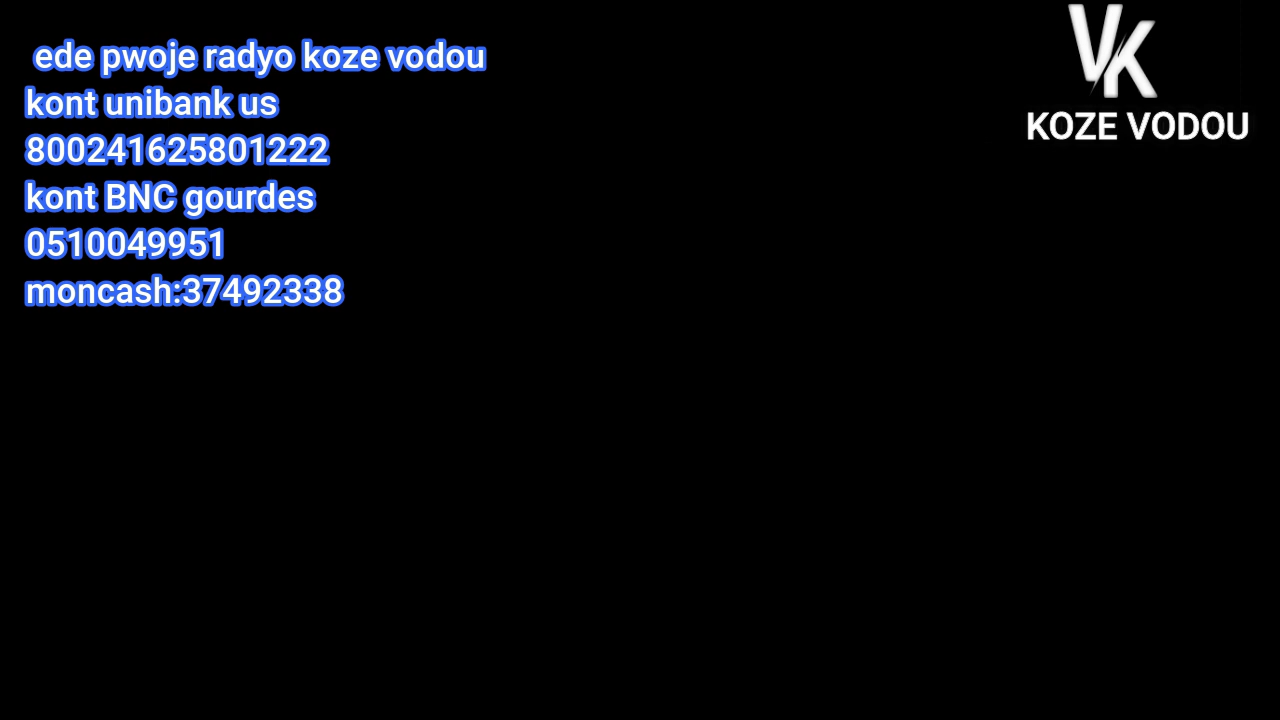 ede pwoje radyo koze vodou
kont unibank us
800241625801222
kont BNC gourdes
0510049951
moncash:37492338
VK
KOZE VODOU